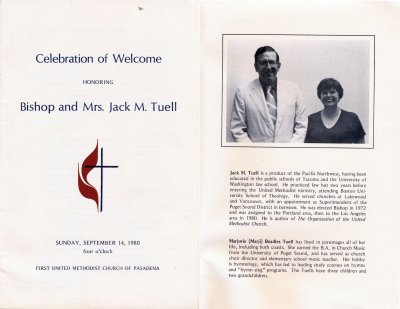 Celebration of Welcome
HONORING
Bishop and Mrs. Jack M. Tuell
SUNDAY, SEPTEMBER 14, 1980
four o'clock
FIRST UNITED METHODIST CHURCH OF PASADENA
Jack M. Tuell is a product of the Pacific Northwest, having been
educated in the public schools of Tacoma and the University of
Washington law school. He practiced law but two years before
entering the United Methodist ministry, attending Boston Uni-
versity School of Theology. He served churches at Lakewood
and Vancouver, with an appointment as Superintendent of the
Puget Sound District in between. He was elected Bishop in 1972
and was assigned to the Portland area, then to the Los Angeles
area in 1980. He is author of The Organization of the United
Methodist Church.
Marjorie (Marji) Beadles Tuell has lived in parsonages all of her
life, including both coasts. She earned the B.A. in Church Music
from the University of Puget Sound, and has served as church
choir director and elementary school music teacher. Her hobby
is hymnology, which has led to leading story courses on hymns
and "hymn sing" programs. The Tuells have three children and
two grandchildren.